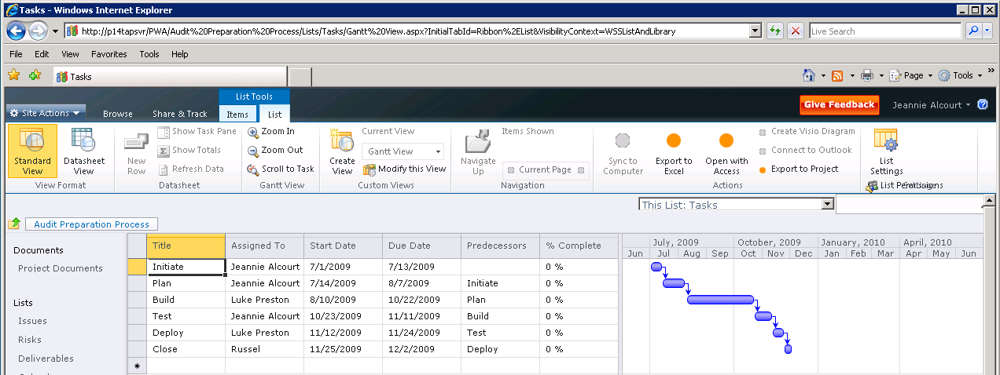 Tasks - Windows Internet Explorer
http://p14tapsvr/PWA/Audit%20Preparation%20Process/Lists/Tasks/Gantt%20View.aspx?InitialTabId=Ribbon%2EList&VisibilityContext=WSSListAndLibrary
Live Search
File Edit View Favorites Tools Help
Tasks
Page Tools
List Tools
Site Actions Browse Share & Track Items List
Give Feedback Jeannie Alcourt
Standard View
Datasheet View
View Format
New Row
Show Task Pane
Show Totals
Refresh Data
Datasheet
Zoom In
Zoom Out
Scroll to Task
Gantt View
Create View
Current View
Gantt View
Modify this View
Custom Views
Navigate Up
Items Shown
Current Page
Navigation
Sync to Computer
Export to Excel
Open with Access
Create Visio Diagram
Connect to Outlook
Export to Project
Actions
List Settings
List Permissions
This List: Tasks
Audit Preparation Process
Documents
Project Documents
Lists
Issues
Risks
Deliverables
Title Assigned To Start Date Due Date Predecessors % Complete
Initiate Jeannie Alcourt 7/1/2009 7/13/2009 0 %
Plan Jeannie Alcourt 7/14/2009 8/7/2009 Initiate 0 %
Build Luke Preston 8/10/2009 10/22/2009 Plan 0 %
Test Jeannie Alcourt 10/23/2009 11/11/2009 Build 0 %
Deploy Luke Preston 11/12/2009 11/24/2009 Test 0 %
Close Russel 11/25/2009 12/2/2009 Deploy 0 %
*
July, 2009 October, 2009 January, 2010 April, 2010
Jun Jul Aug Sep Oct Nov Dec Jan Feb Mar Apr May Jun